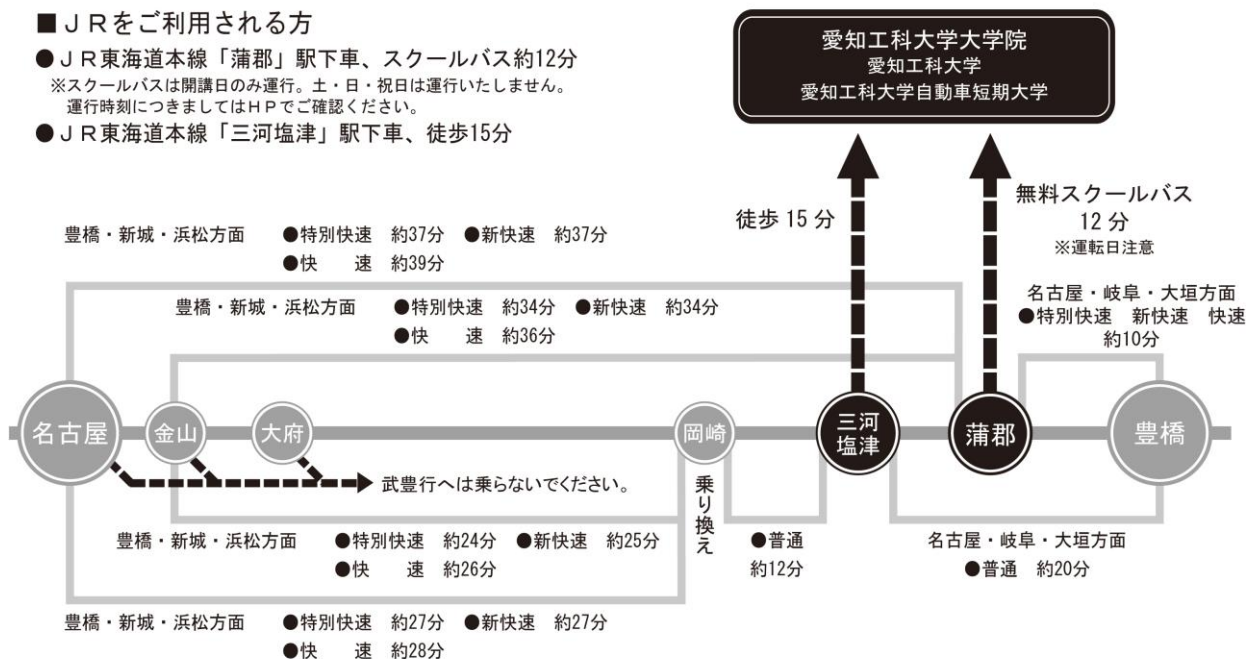 ■ＪＲをご利用される方
●ＪＲ東海道本線「蒲郡」駅下車、スクールバス約12分
※スクールバスは開講日のみ運行。土・日・祝日は運行いたしません。
運行時刻につきましてはＨＰでご確認ください。
●ＪＲ東海道本線「三河塩津」駅下車、徒歩15分
愛知工科大学大学院
愛知工科大学
愛知工科大学自動車短期大学
徒歩 15 分
無料スクールバス
12 分
※運転日注意
豊橋・新城・浜松方面　●特別快速　約37分　●新快速　約37分
●快　　速　約39分
豊橋・新城・浜松方面　●特別快速　約34分　●新快速　約34分
●快　　速　約36分
名古屋・岐阜・大垣方面
●特別快速　新快速　快速
約10分
名古屋
金山
大府
岡崎
三河
塩津
蒲郡
豊橋
武豊行へは乗らないでください。
乗り換え
豊橋・新城・浜松方面　●特別快速　約24分　●新快速　約25分
●快　　速　約26分
●普通
約12分
名古屋・岐阜・大垣方面
●普通　約20分
豊橋・新城・浜松方面　●特別快速　約27分　●新快速　約27分
●快　　速　約28分